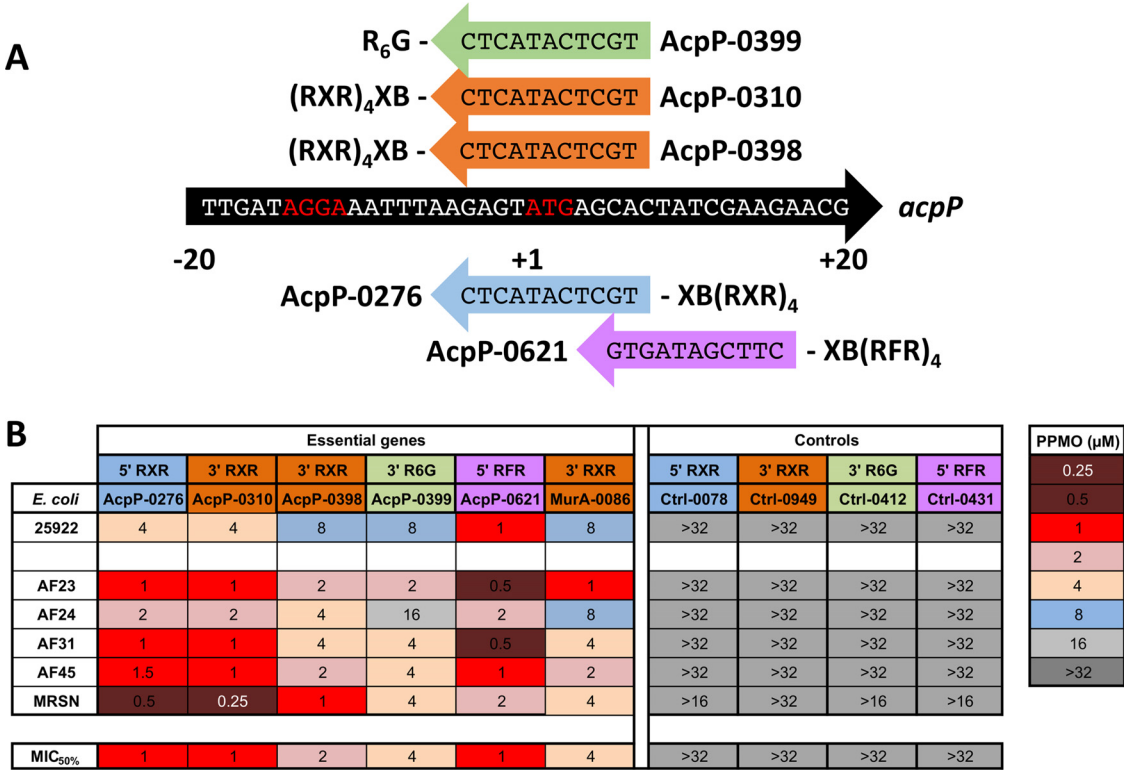 A
R6G - CTCATACTCGT AcpP-0399
(RXR)4XB - CTCATACTCGT AcpP-0310
(RXR)4XB - CTCATACTCGT AcpP-0398
TTGATAGGAAATTTAAGAGTATGAGCACTATCGAAGAACG acpP
-20 +1 +20
AcpP-0276 CTCATACTCGT - XB(RXR)4
AcpP-0621 GTGATAGCTTC - XB(RFR)4
B
Essential genes Controls PPMO (µM)
5' RXR 3' RXR 3' RXR 3' R6G 5' RFR 3' RXR 5' RXR 3' RXR 3' R6G 5' RFR 0.25
E. coli AcpP-0276 AcpP-0310 AcpP-0398 AcpP-0399 AcpP-0621 MurA-0086 Ctrl-0078 Ctrl-0949 Ctrl-0412 Ctrl-0431 0.5
25922 4 4 8 8 1 8 >32 >32 >32 >32 1
2
AF23 1 1 2 2 0.5 1 >32 >32 >32 >32 4
AF24 2 2 4 16 2 8 >32 >32 >32 >32 8
AF31 1 1 4 4 0.5 4 >32 >32 >32 >32 16
AF45 1.5 1 2 4 1 2 >32 >32 >32 >32 >32
MRSN 0.5 0.25 1 4 2 4 >16 >32 >16 >16
MIC50% 1 1 2 4 1 4 >32 >32 >32 >32